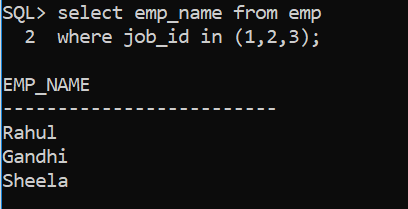 SQL> select emp_name from emp
  2  where job_id in (1,2,3);
EMP_NAME
-------------------------
Rahul
Gandhi
Sheela